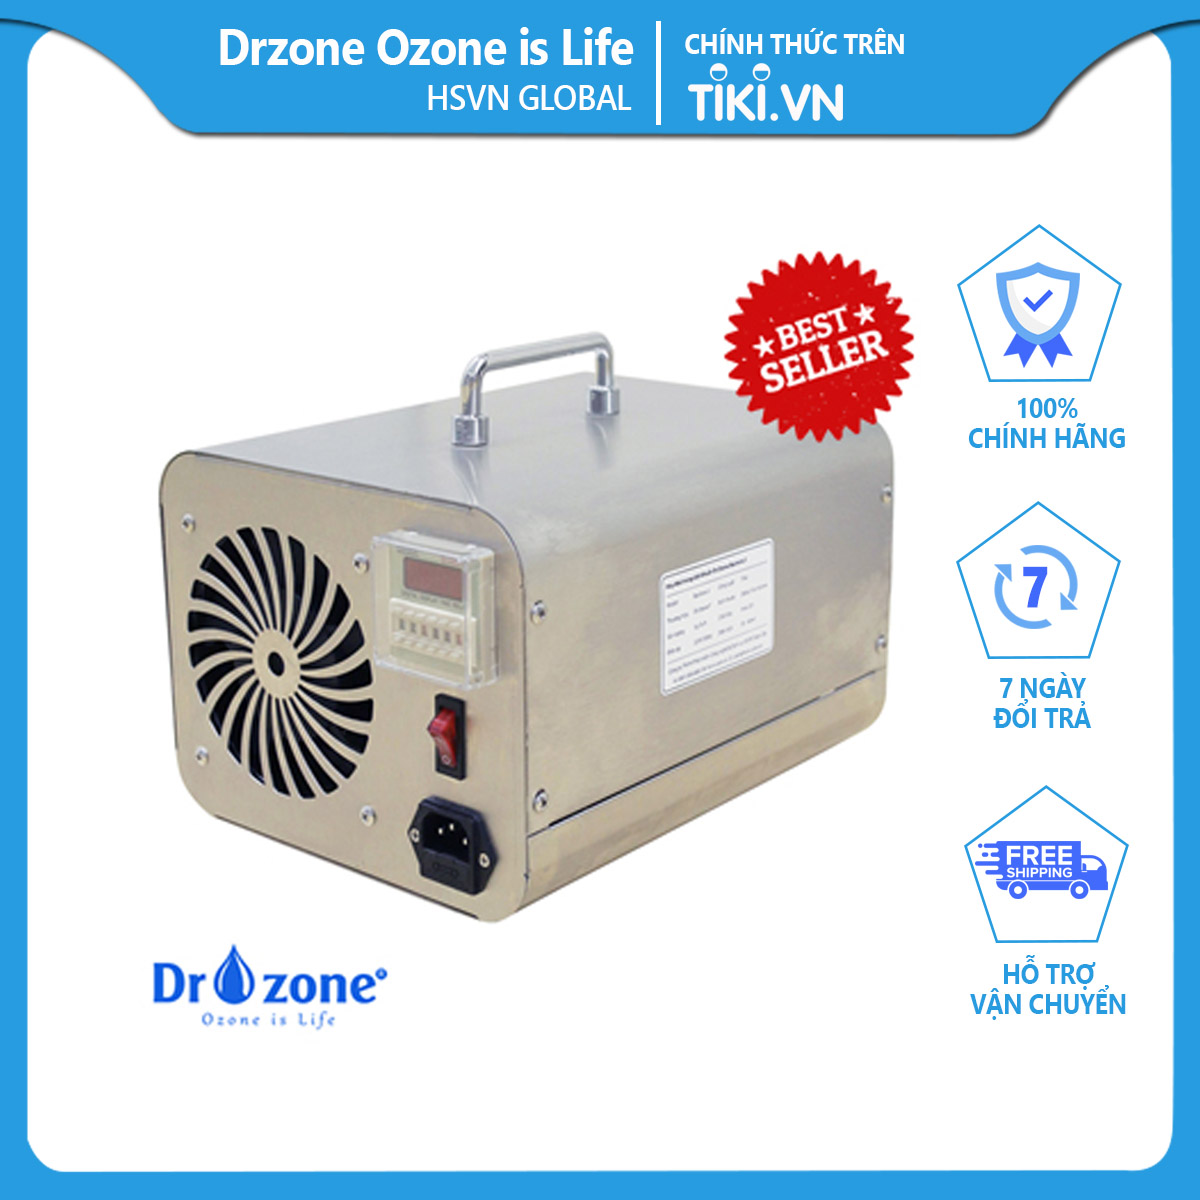 Drzone Ozone is Life
HSVN GLOBAL
CHÍNH THỨC TRÊN
TIKI.VN
BEST
SELLER
100%
CHÍNH HÃNG
7
7 NGÀY
ĐỔI TRẢ
FREE
SHIPPING
HỖ TRỢ
VẬN CHUYỂN
Dr Ozone®
Ozone is Life